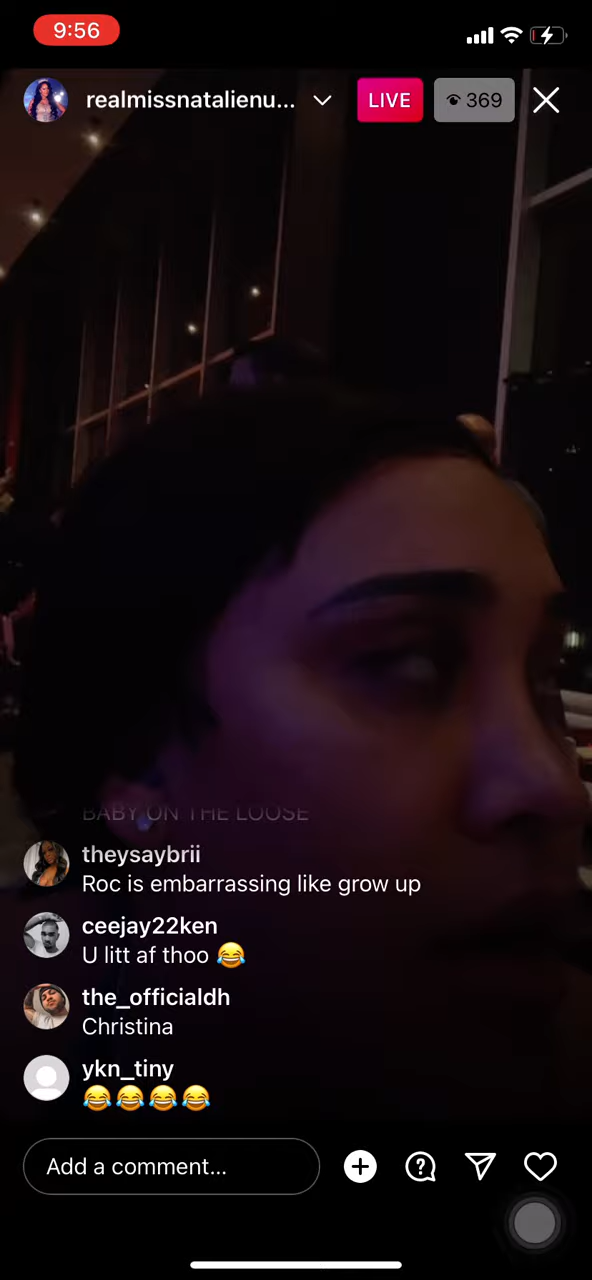 9:56
realmissnatalienu...
LIVE
369
BABY ON THE LOOSE
theysaybrii
Roc is embarrassing like grow up
ceejay22ken
U litt af thoo 😂
the_officialdh
Christina
ykn_tiny
😂😂😂😂
Add a comment...